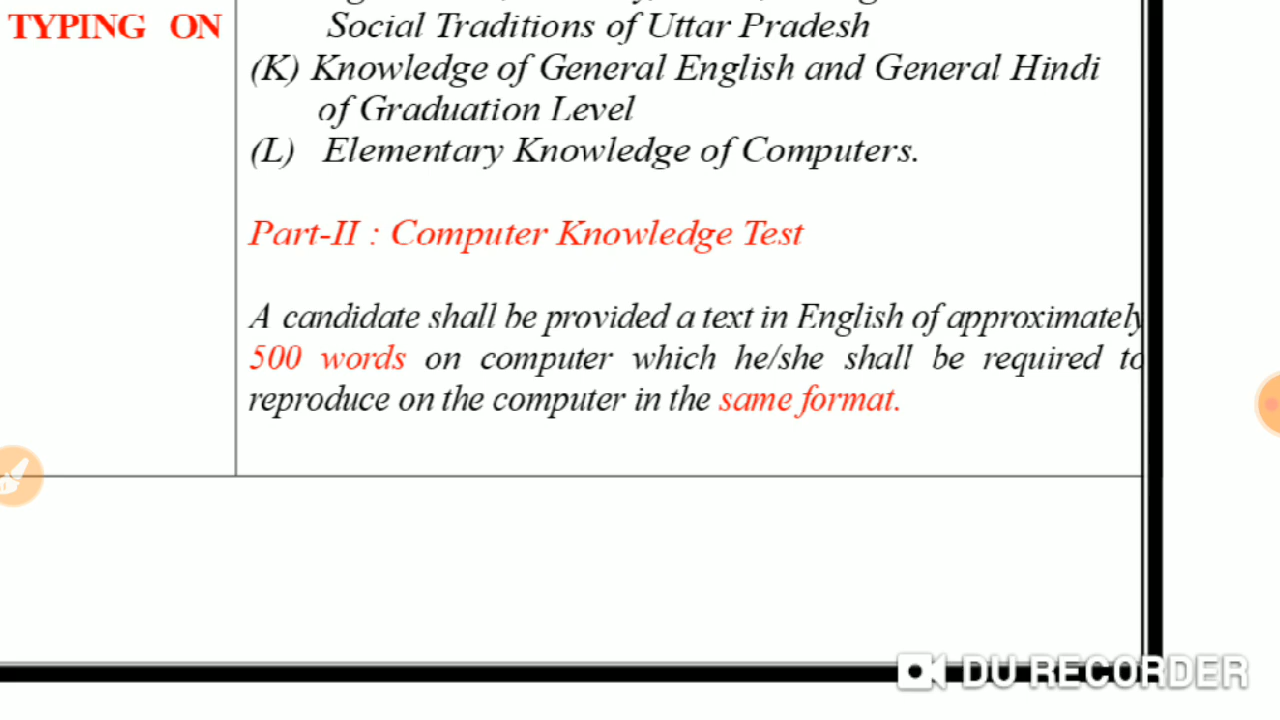 TYPING ON
Social Traditions of Uttar Pradesh
(K) Knowledge of General English and General Hindi
of Graduation Level
(L) Elementary Knowledge of Computers.
Part-II : Computer Knowledge Test
A candidate shall be provided a text in English of approximately
500 words on computer which he/she shall be required to
reproduce on the computer in the same format.
DU RECORDER